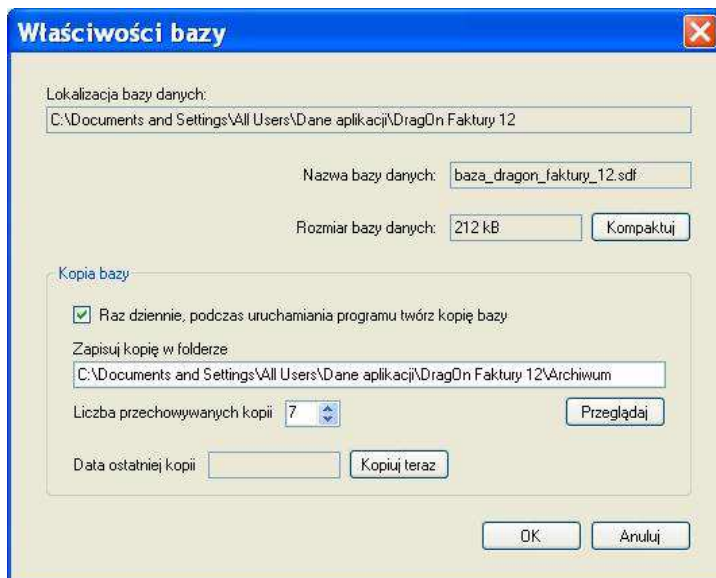 Właściwości bazy
Lokalizacja bazy danych:
C:\Documents and Settings\All Users\Dane aplikacji\DragOn Faktury 12
Nazwa bazy danych: baza_dragon_faktury_12.sdf
Rozmiar bazy danych: 212 kB Kompaktuj
Kopia bazy
Raz dziennie, podczas uruchamiania programu twórz kopię bazy
Zapisuj kopię w folderze
C:\Documents and Settings\All Users\Dane aplikacji\DragOn Faktury 12\Archiwum
Liczba przechowywanych kopii 7 Przeglądaj
Data ostatniej kopii Kopiuj teraz
OK Anuluj